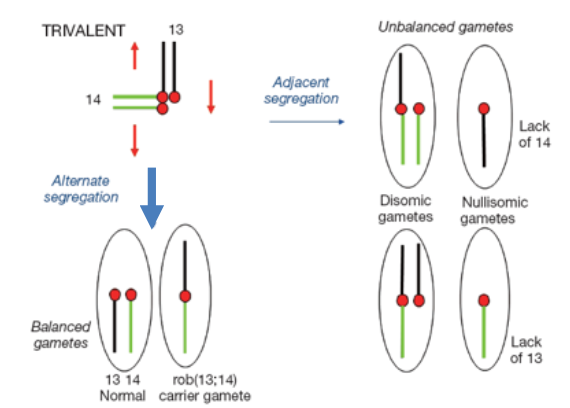 TRIVALENT
13
14
Adjacent
segregation
Alternate
segregation
Unbalanced gametes
Lack
of 14
Disomic
gametes
Nullisomic
gametes
Lack
of 13
Balanced
gametes
13 14
Normal
rob(13;14)
carrier gamete